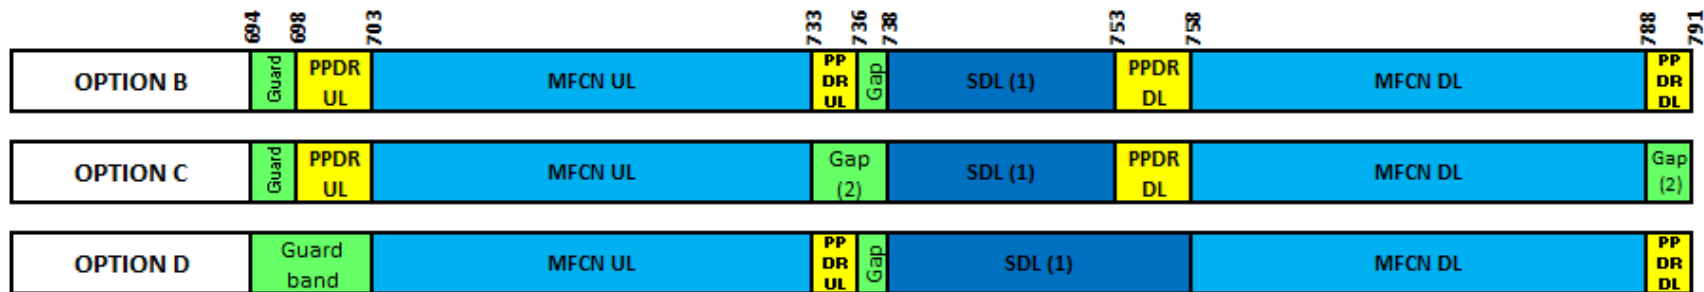 694 698 703 733 736 738 753 758 788 791
OPTION B Guard PPDR UL MFCN UL PP DR UL Gap SDL (1) PPDR DL MFCN DL PP DR DL
OPTION C Guard PPDR UL MFCN UL Gap (2) SDL (1) PPDR DL MFCN DL Gap (2)
OPTION D Guard band MFCN UL PP DR UL Gap SDL (1) MFCN DL PP DR DL